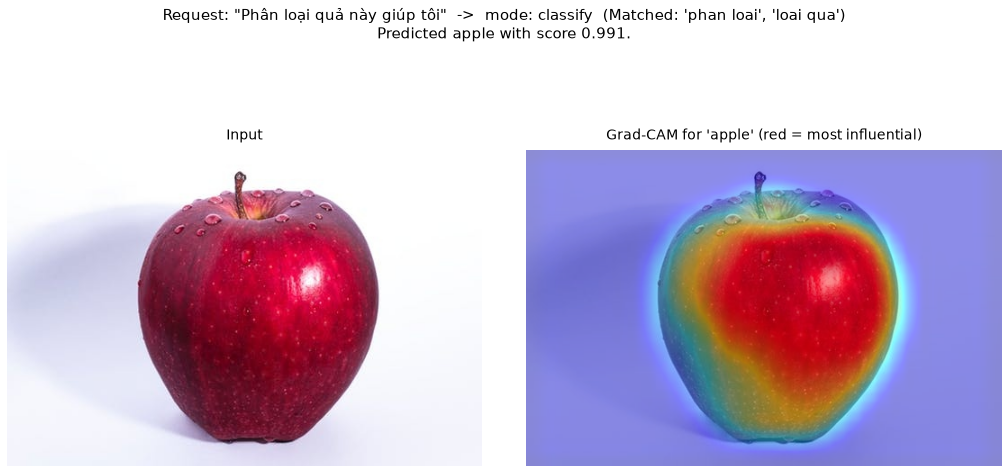 Request: "Phân loại quả này giúp tôi"  ->  mode: classify  (Matched: 'phan loai', 'loai qua')
Predicted apple with score 0.991.
Input
Grad-CAM for 'apple' (red = most influential)